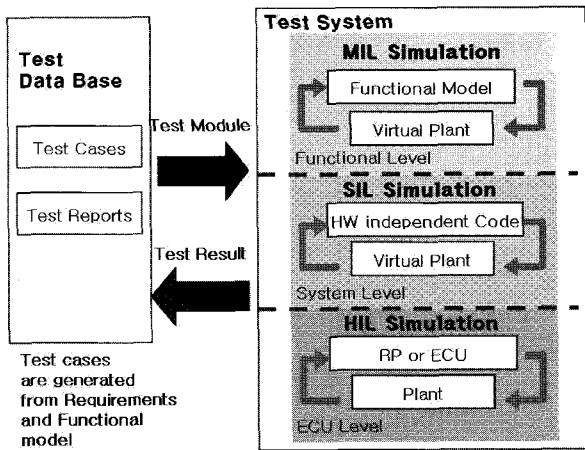 Test
Data Base
Test Cases
Test Reports
Test cases
are generated
from Requirements
and Functional
model
Test Module
Test Result
Test System
MIL Simulation
Functional Model
Virtual Plant
Functional Level
SIL Simulation
HW independent Code
Virtual Plant
System Level
HIL Simulation
RP or ECU
Plant
ECU Level